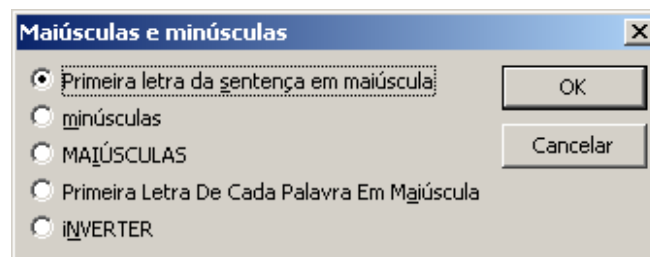 Maiúsculas e minúsculas
Primeira letra da sentença em maiúscula
OK
minúsculas
Cancelar
MAIÚSCULAS
Primeira Letra De Cada Palavra Em Maiúscula
iNVERTER